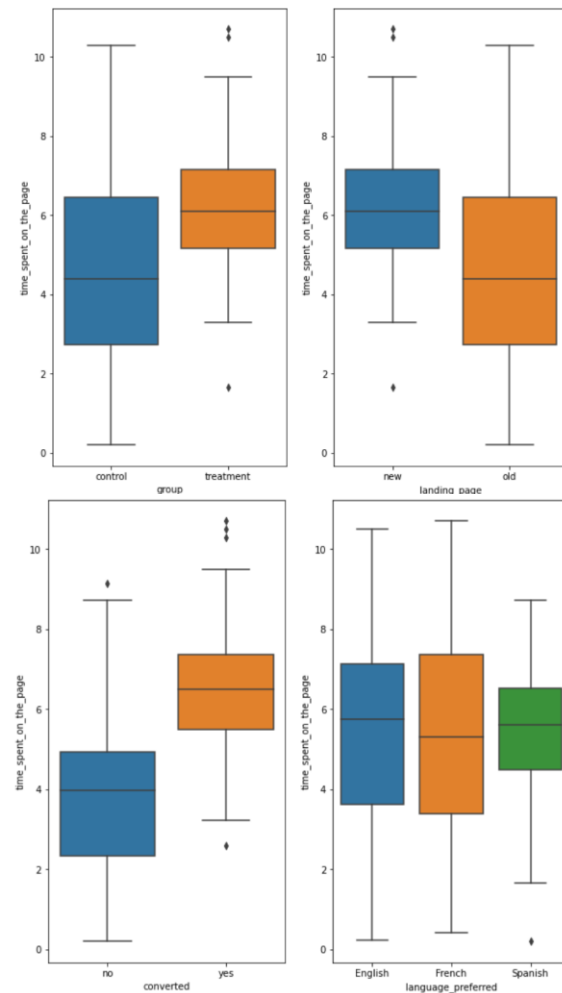 time_spent_on_the_page
10
8
6
4
2
0
control
treatment
group
time_spent_on_the_page
10
8
6
4
2
0
new
old
landing_page
time_spent_on_the_page
10
8
6
4
2
0
no
yes
converted
time_spent_on_the_page
10
8
6
4
2
0
English
French
Spanish
language_preferred